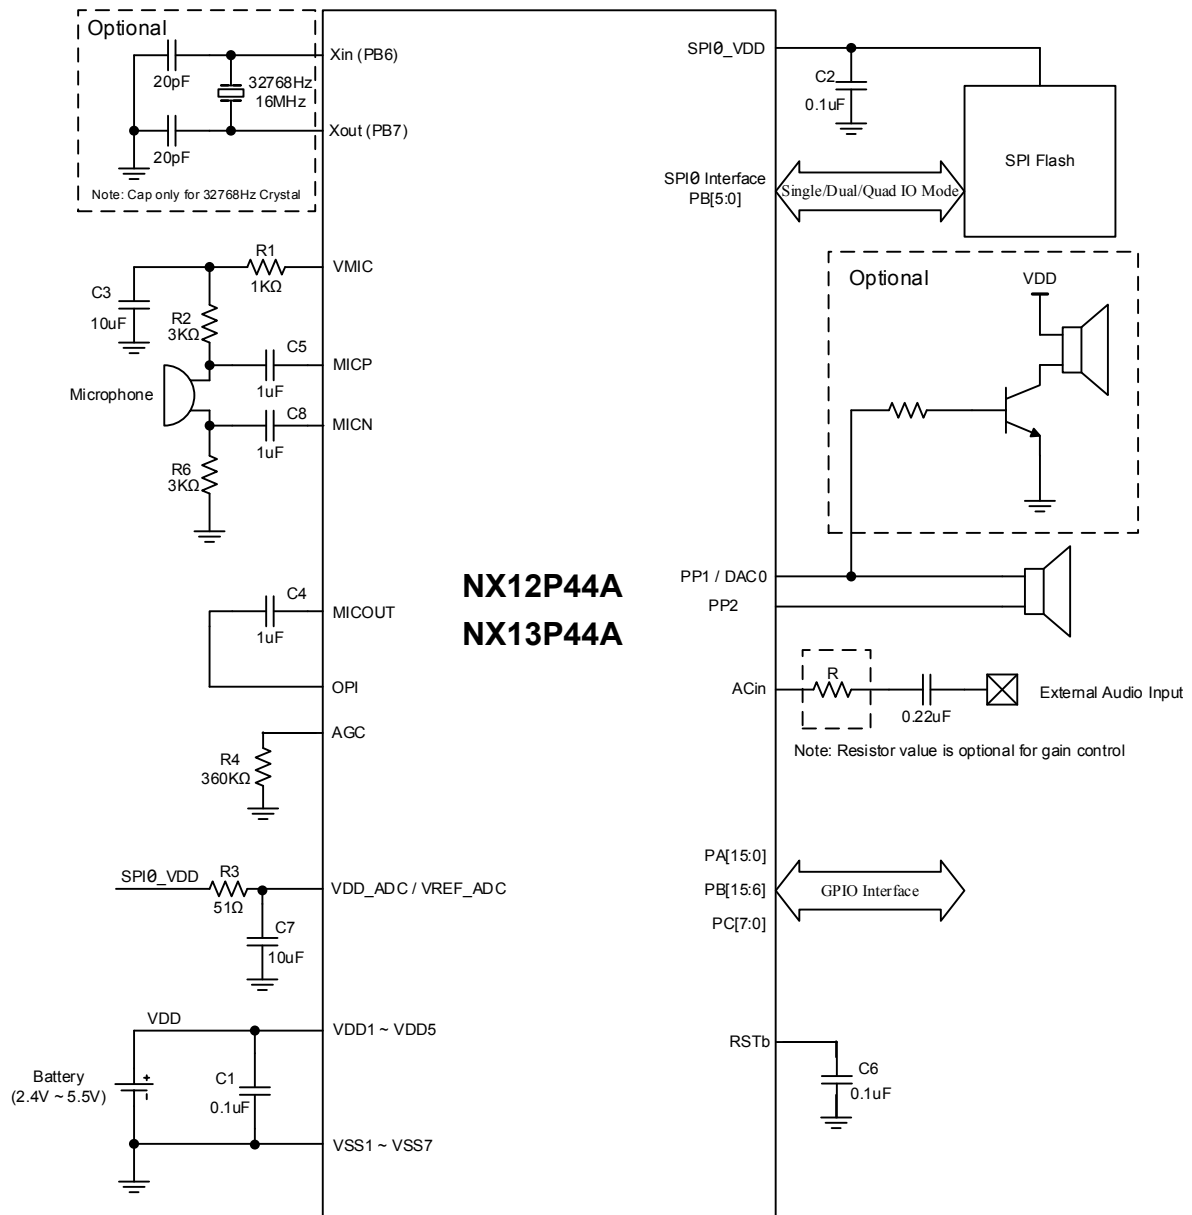 Optional
Xin (PB6)
20pF
32768Hz
16MHz
Xout (PB7)
20pF
Note: Cap only for 32768Hz Crystal
SPI0_VDD
C2
0.1uF
SPI Flash
SPI0 Interface
PB[5:0]
Single/Dual/Quad IO Mode
R1
VMIC
1KΩ
C3
10uF
R2
3KΩ
C5
MICP
1uF
Microphone
C8
MICN
1uF
R6
3KΩ
Optional
VDD
NX12P44A
NX13P44A
C4
MICOUT
1uF
OPI
AGC
R4
360KΩ
PP1 / DAC0
PP2
ACin
R
0.22uF
External Audio Input
Note: Resistor value is optional for gain control
SPI0_VDD
R3
51Ω
VDD_ADC / VREF_ADC
C7
10uF
PA[15:0]
PB[15:6]
PC[7:0]
GPIO Interface
VDD
VDD1 ~ VDD5
Battery
(2.4V ~ 5.5V)
+
-
C1
0.1uF
VSS1 ~ VSS7
RSTb
C6
0.1uF